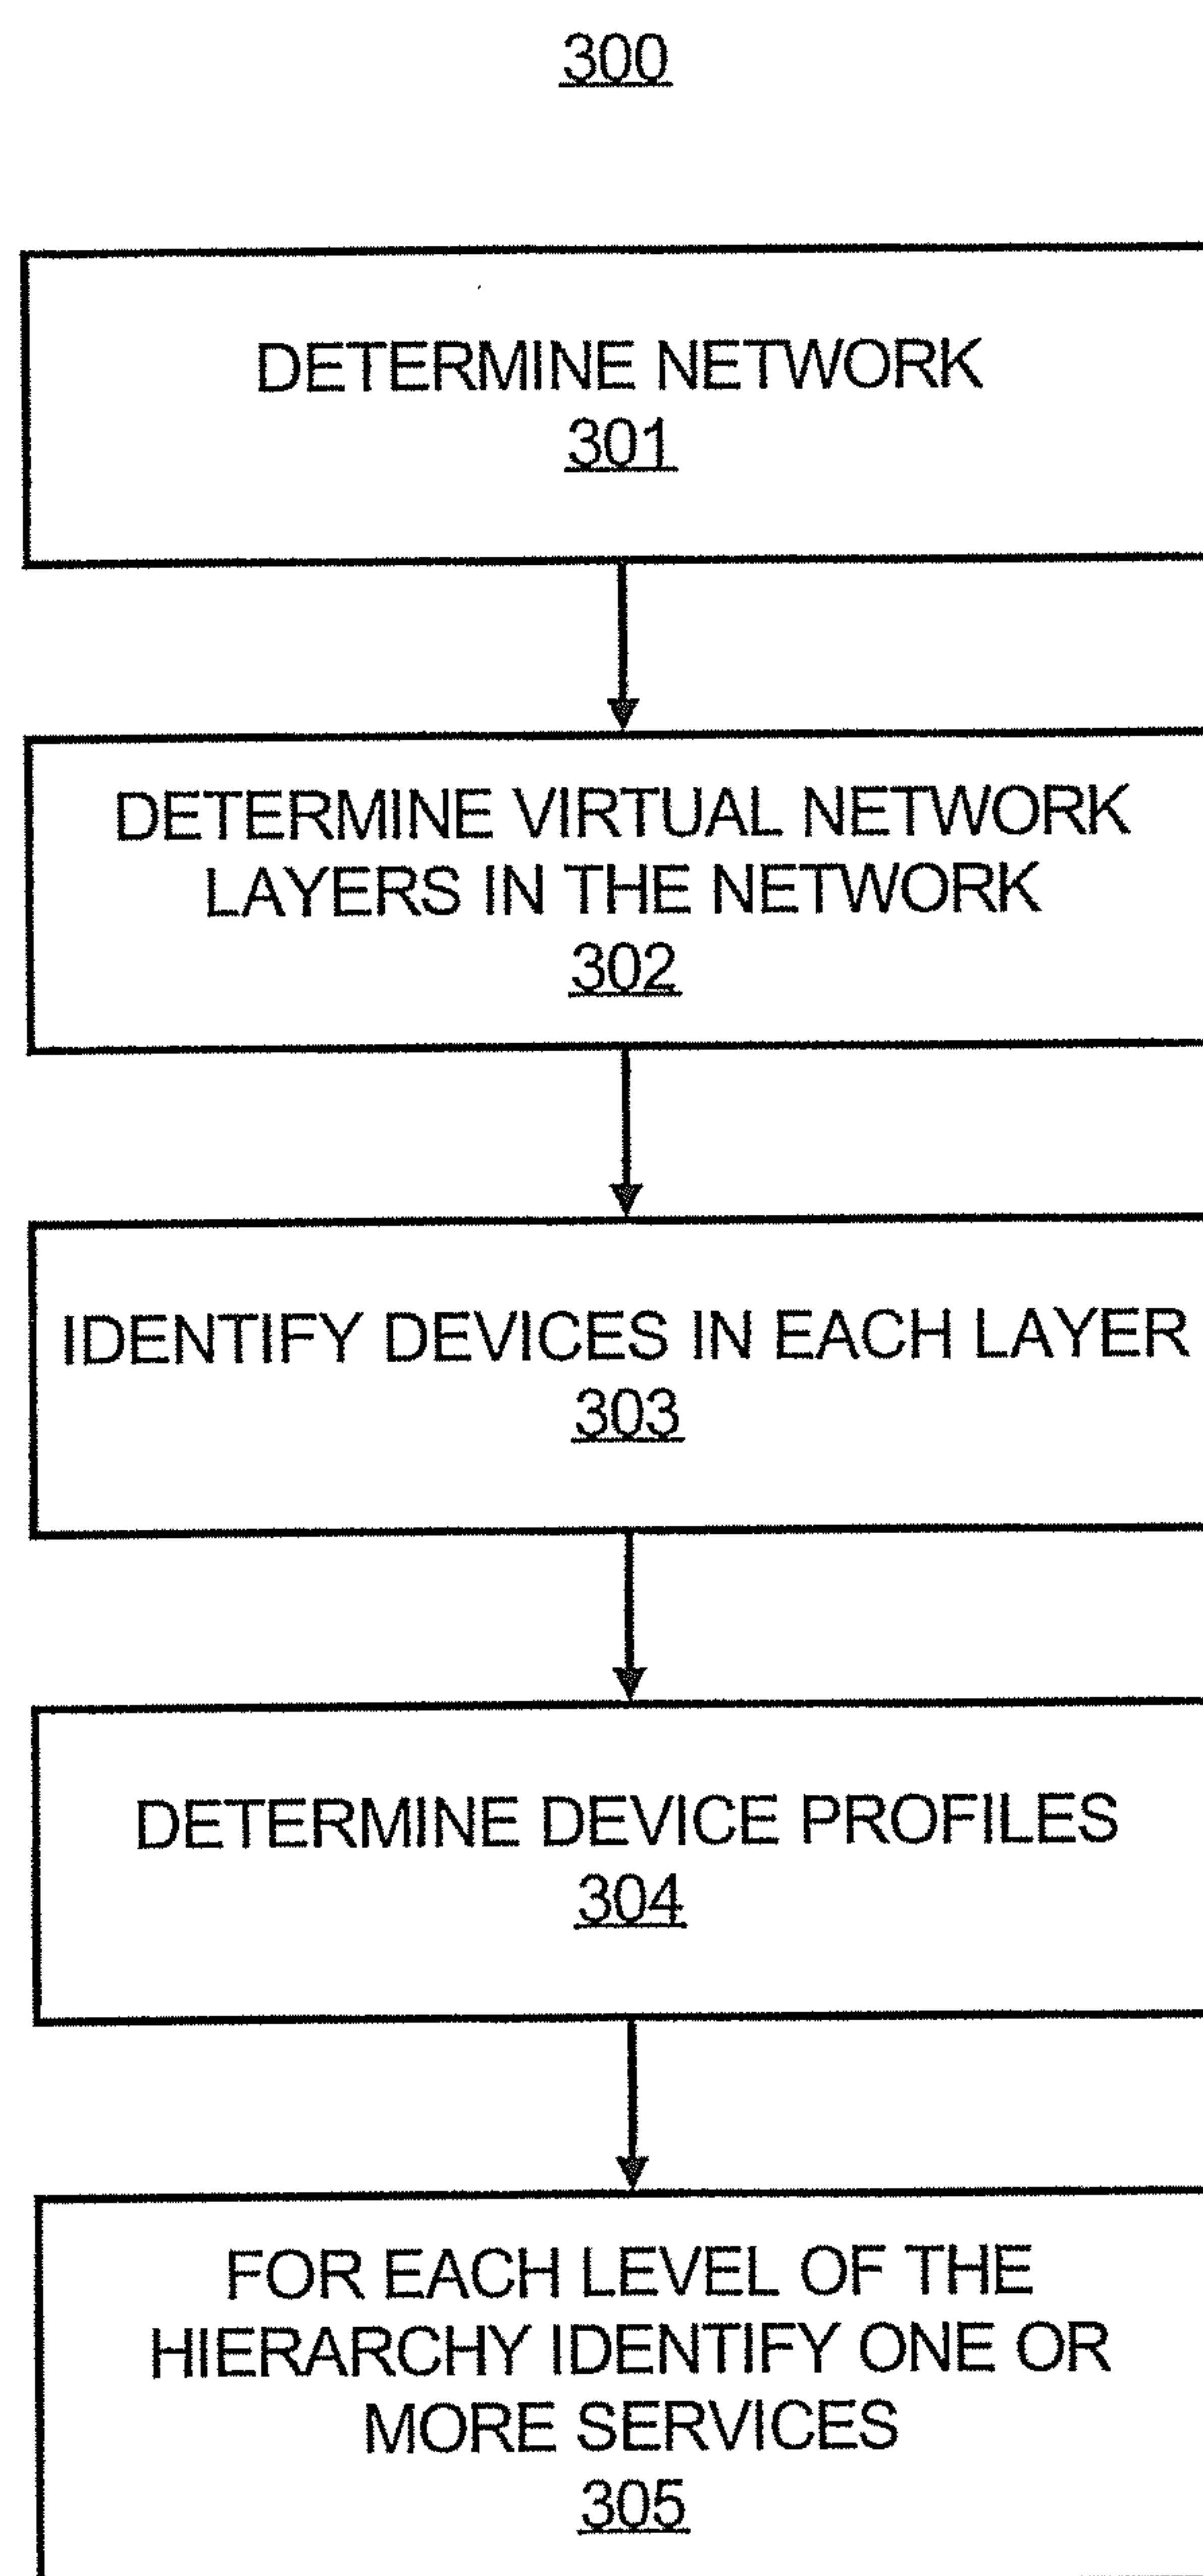 300
DETERMINE NETWORK
301
DETERMINE VIRTUAL NETWORK
LAYERS IN THE NETWORK
302
IDENTIFY DEVICES IN EACH LAYER
303
DETERMINE DEVICE PROFILES
304
FOR EACH LEVEL OF THE
HIERARCHY IDENTIFY ONE OR
MORE SERVICES
305